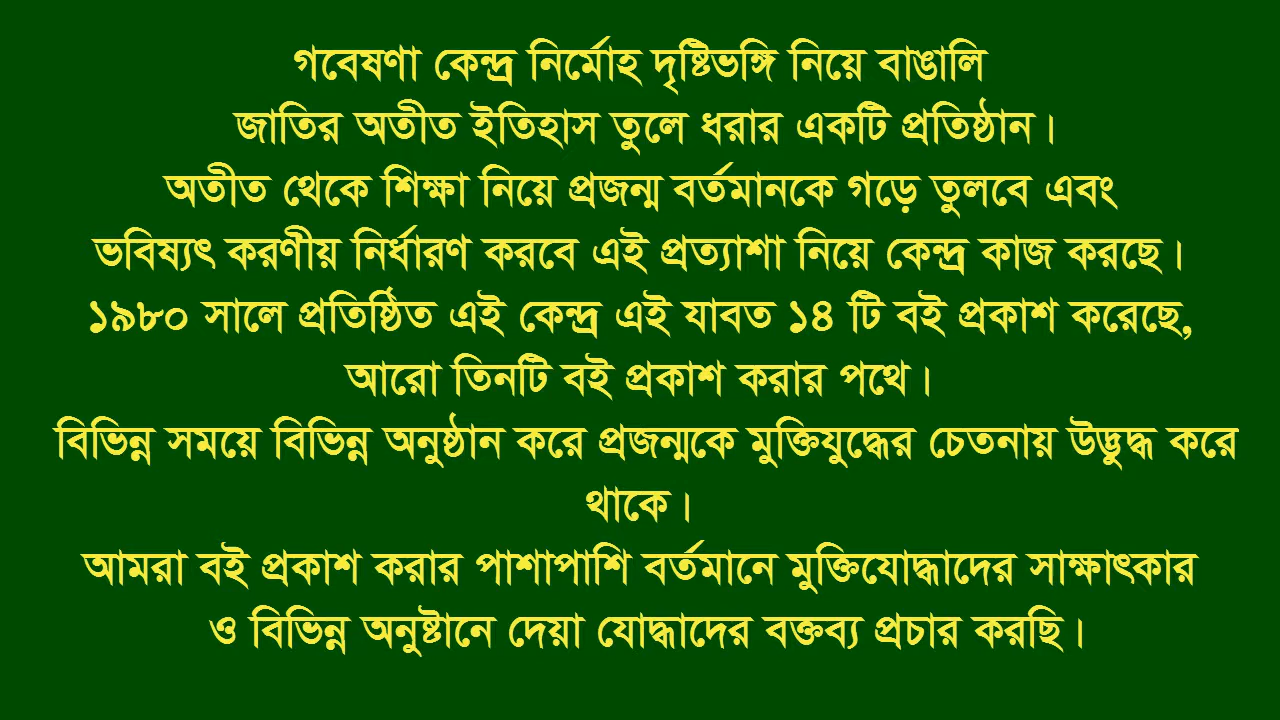 গবেষণা কেন্দ্র নির্মোহ দৃষ্টিভঙ্গি নিয়ে বাঙালি
জাতির অতীত ইতিহাস তুলে ধরার একটি প্রতিষ্ঠান।
অতীত থেকে শিক্ষা নিয়ে প্রজন্ম বর্তমানকে গড়ে তুলবে এবং
ভবিষ্যৎ করণীয় নির্ধারণ করবে এই প্রত্যাশা নিয়ে কেন্দ্র কাজ করছে।
১৯৮০ সালে প্রতিষ্ঠিত এই কেন্দ্র এই যাবত ১৪ টি বই প্রকাশ করেছে,
আরো তিনটি বই প্রকাশ করার পথে।
বিভিন্ন সময়ে বিভিন্ন অনুষ্ঠান করে প্রজন্মকে মুক্তিযুদ্ধের চেতনায় উদ্ভুদ্ধ করে
থাকে।
আমরা বই প্রকাশ করার পাশাপাশি বর্তমানে মুক্তিযোদ্ধাদের সাক্ষাৎকার
ও বিভিন্ন অনুষ্টানে দেয়া যোদ্ধাদের বক্তব্য প্রচার করছি।